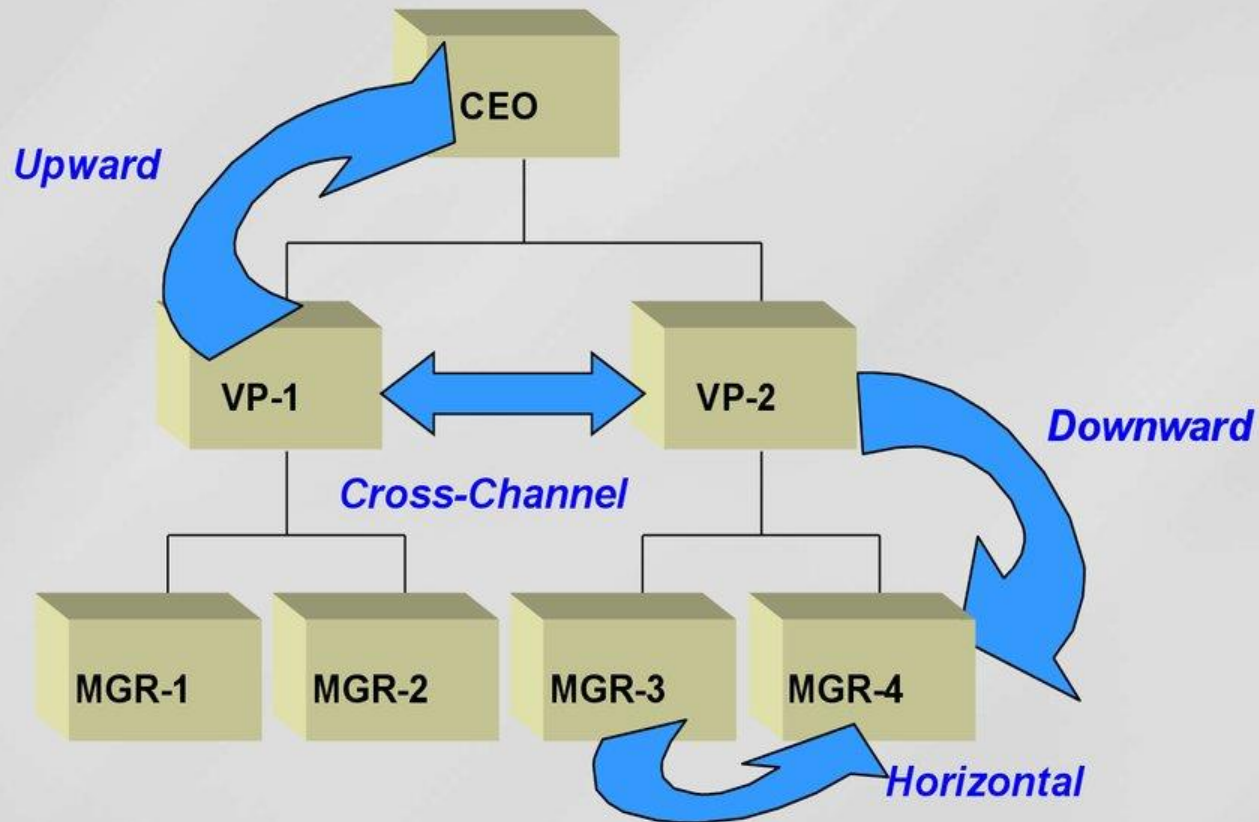 CEO
Upward
VP-1
VP-2
Downward
Cross-Channel
MGR-1
MGR-2
MGR-3
MGR-4
Horizontal